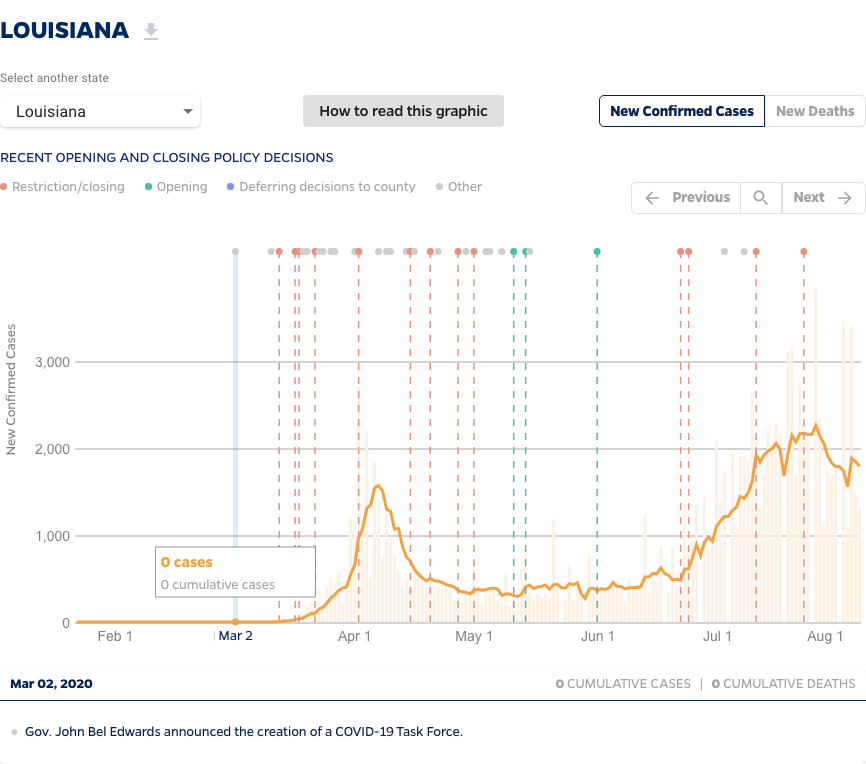 LOUISIANA
Select another state
Louisiana
How to read this graphic
New Confirmed Cases
New Deaths
RECENT OPENING AND CLOSING POLICY DECISIONS
Restriction/closing
Opening
Deferring decisions to county
Other
Previous
Next
New Confirmed Cases
3,000
2,000
1,000
0
0 cases
0 cumulative cases
Feb 1
Mar 2
Apr 1
May 1
Jun 1
Jul 1
Aug 1
Mar 02, 2020
0 CUMULATIVE CASES | 0 CUMULATIVE DEATHS
Gov. John Bel Edwards announced the creation of a COVID-19 Task Force.